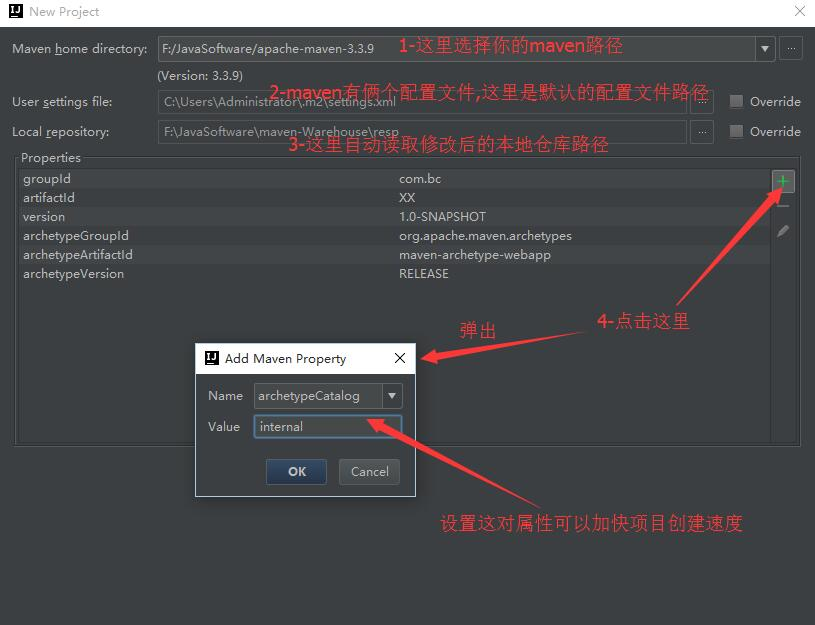 New Project
Maven home directory: F:/JavaSoftware/apache-maven-3.3.9 1-这里选择你的maven路径
(Version: 3.3.9)
2-maven有俩个配置文件,这里是默认的配置文件路径
User settings file: C:\Users\Administrator\.m2\settings.xml ... Override
Local repository: F:\JavaSoftware\maven-Warehouse\resp ... Override
3-这里自动读取修改后的本地仓库路径
Properties
groupId com.bc
artifactId XX
version 1.0-SNAPSHOT
archetypeGroupId org.apache.maven.archetypes
archetypeArtifactId maven-archetype-webapp
archetypeVersion RELEASE
4-点击这里
弹出
Add Maven Property
Name archetypeCatalog
Value internal
OK Cancel
设置这对属性可以加快项目创建速度